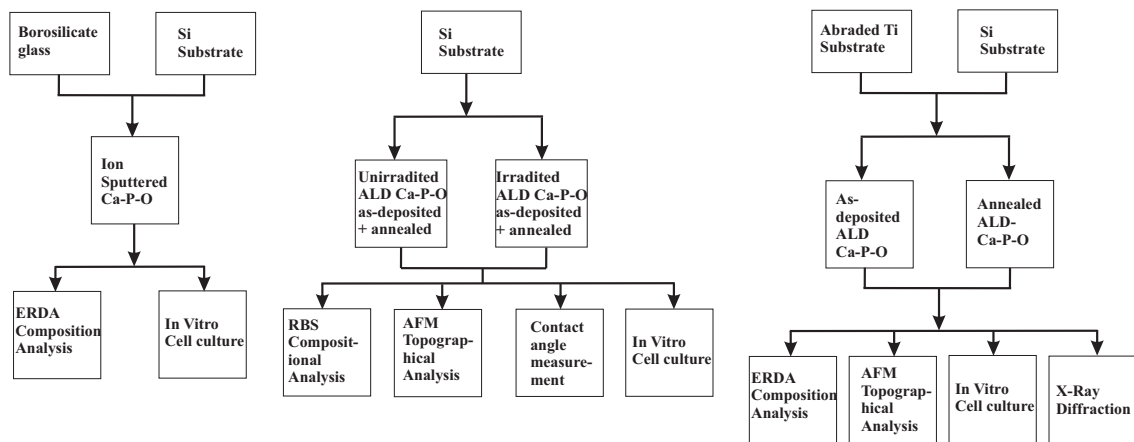 Borosilicate
glass
Si
Substrate
Ion
Sputtered
Ca-P-O
ERDA
Composition
Analysis
In Vitro
Cell culture
Si
Substrate
Unirradited
ALD Ca-P-O
as-deposited
+ annealed
Irradited
ALD Ca-P-O
as-deposited
+ annealed
RBS
Composit-
ional
Analysis
AFM
Topograp-
hical
Analysis
Contact
angle
measure-
ment
In Vitro
Cell culture
Abraded Ti
Substrate
Si
Substrate
As-
deposited
ALD
Ca-P-O
Annealed
ALD-
Ca-P-O
ERDA
Composition
Analysis
AFM
Topograp-
hical
Analysis
In Vitro
Cell culture
X-Ray
Diffraction